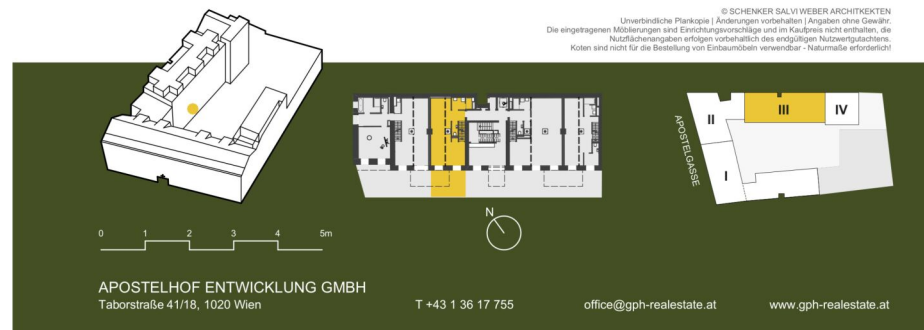 © SCHENKER SALVI WEBER ARCHITKEKTEN
Unverbindliche Plankopie | Änderungen vorbehalten | Angaben ohne Gewähr.
Die eingetragenen Möblierungen sind Einrichtungsvorschläge und im Kaufpreis nicht enthalten, die
Nutzflächenangaben erfolgen vorbehaltlich des endgültigen Nutzwertgutachtens.
Koten sind nicht für die Bestellung von Einbaumöbeln verwendbar - Naturmaße erforderlich!
II
III
IV
I
APOSTELGASSE
N
0 1 2 3 4 5m
APOSTELHOF ENTWICKLUNG GMBH
Taborstraße 41/18, 1020 Wien
T +43 1 36 17 755
office@gph-realestate.at
www.gph-realestate.at